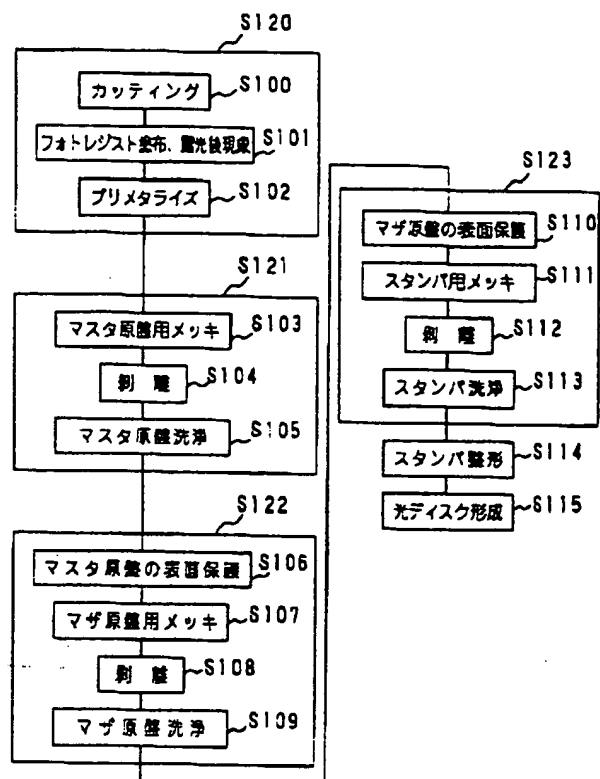 S120
カッティング S100
フォトレジスト塗布、露光後現象 S101
プリメタライズ S102
S121
マスタ原盤用メッキ S103
剥離 S104
マスタ原盤洗浄 S105
S122
マスタ原盤の表面保護 S106
マザ原盤用メッキ S107
剥離 S108
マザ原盤洗浄 S109
S123
マザ原盤の表面保護 S110
スタンパ用メッキ S111
剥離 S112
スタンパ洗浄 S113
スタンパ整形 S114
光ディスク形成 S115